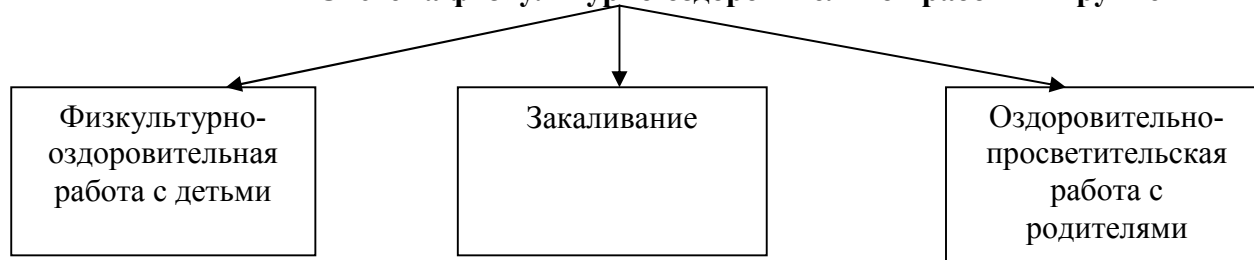 Физкультурно-
оздоровительная
работа с детьми
Закаливание
Оздоровительно-
просветительская
работа с
родителями